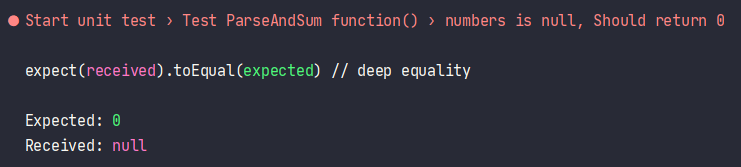 ● Start unit test › Test ParseAndSum function() › numbers is null, Should return 0
expect(received).toEqual(expected) // deep equality
Expected: 0
Received: null